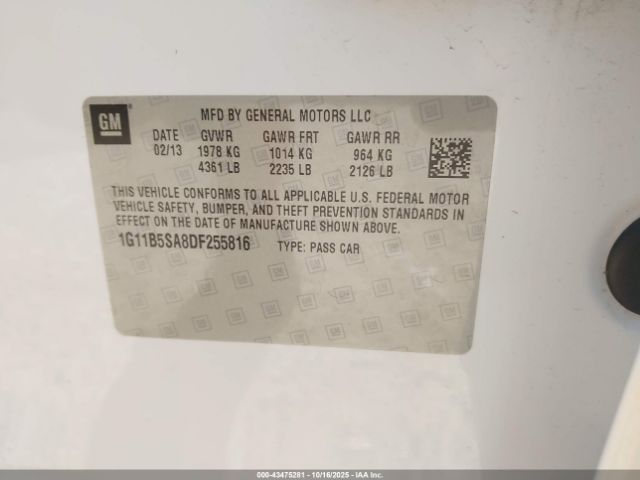 GM
MFD BY GENERAL MOTORS LLC
DATE GVWR GAWR FRT GAWR RR
02/13 1978 KG 1014 KG 964 KG
4361 LB 2235 LB 2126 LB
THIS VEHICLE CONFORMS TO ALL APPLICABLE U.S. FEDERAL MOTOR
VEHICLE SAFETY, BUMPER, AND THEFT PREVENTION STANDARDS IN
EFFECT ON THE DATE OF MANUFACTURE SHOWN ABOVE.
1G11B5SA8DF255816 TYPE: PASS CAR
000-43475281 - 10/16/2025 - IAAI.COM